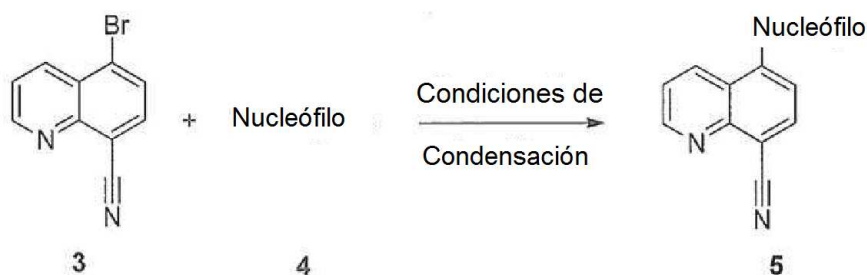 Br
Nucleófilo
N
N
+ Nucleófilo
Condiciones de
Condensación
N
N
3
4
5